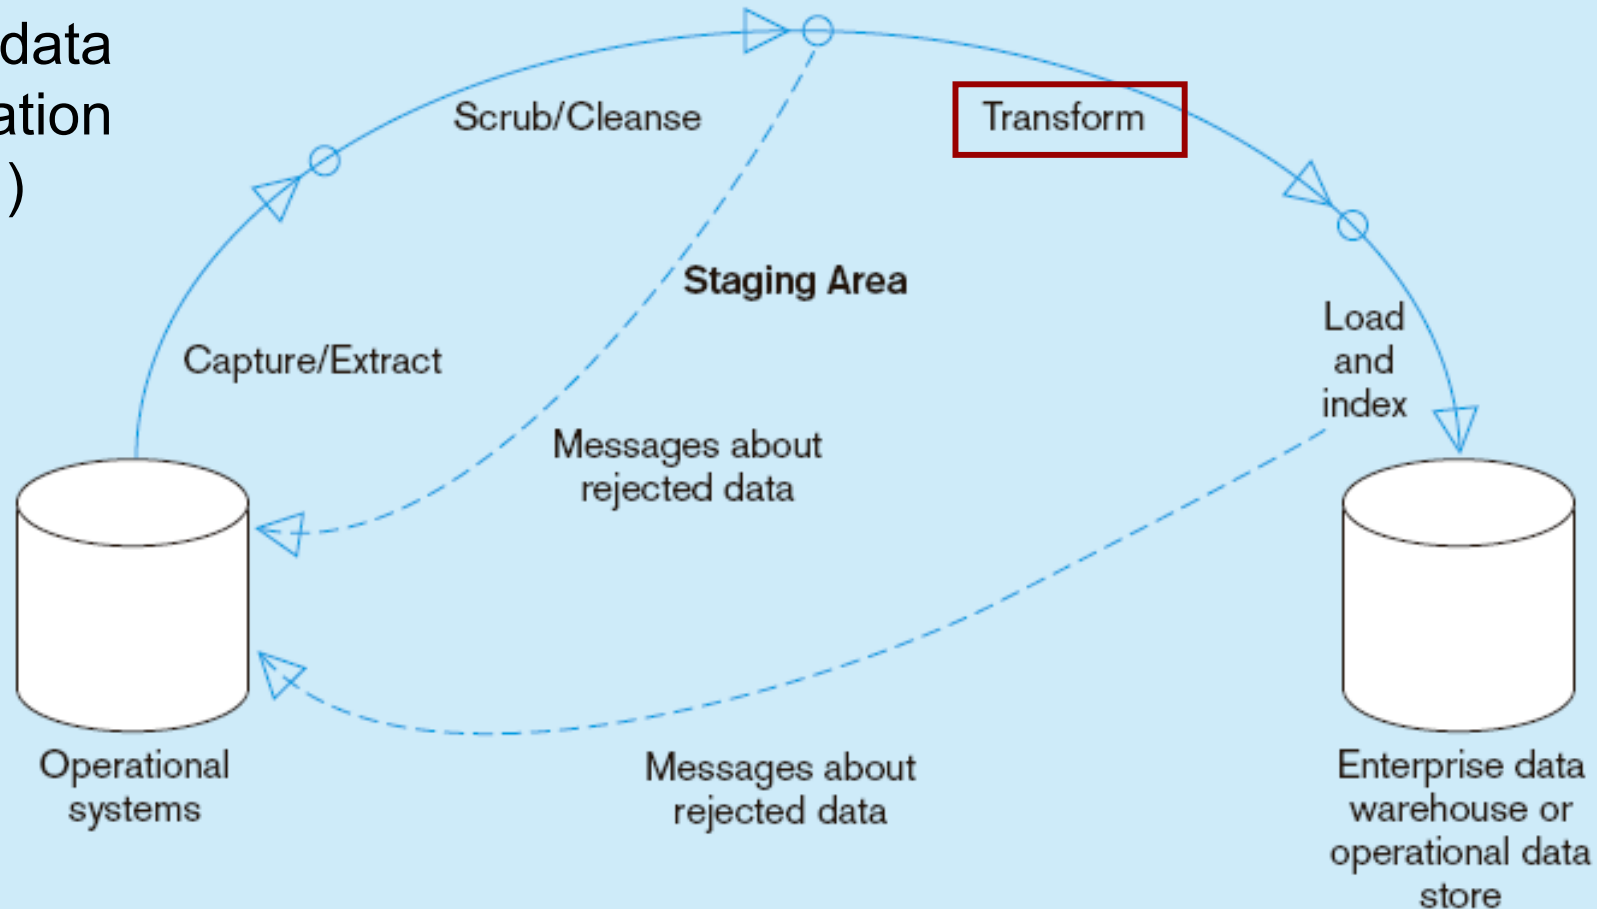 data
ation
)
Scrub/Cleanse
Transform
Staging Area
Capture/Extract
Load
and
index
Messages about
rejected data
Operational
systems
Messages about
rejected data
Enterprise data
warehouse or
operational data
store